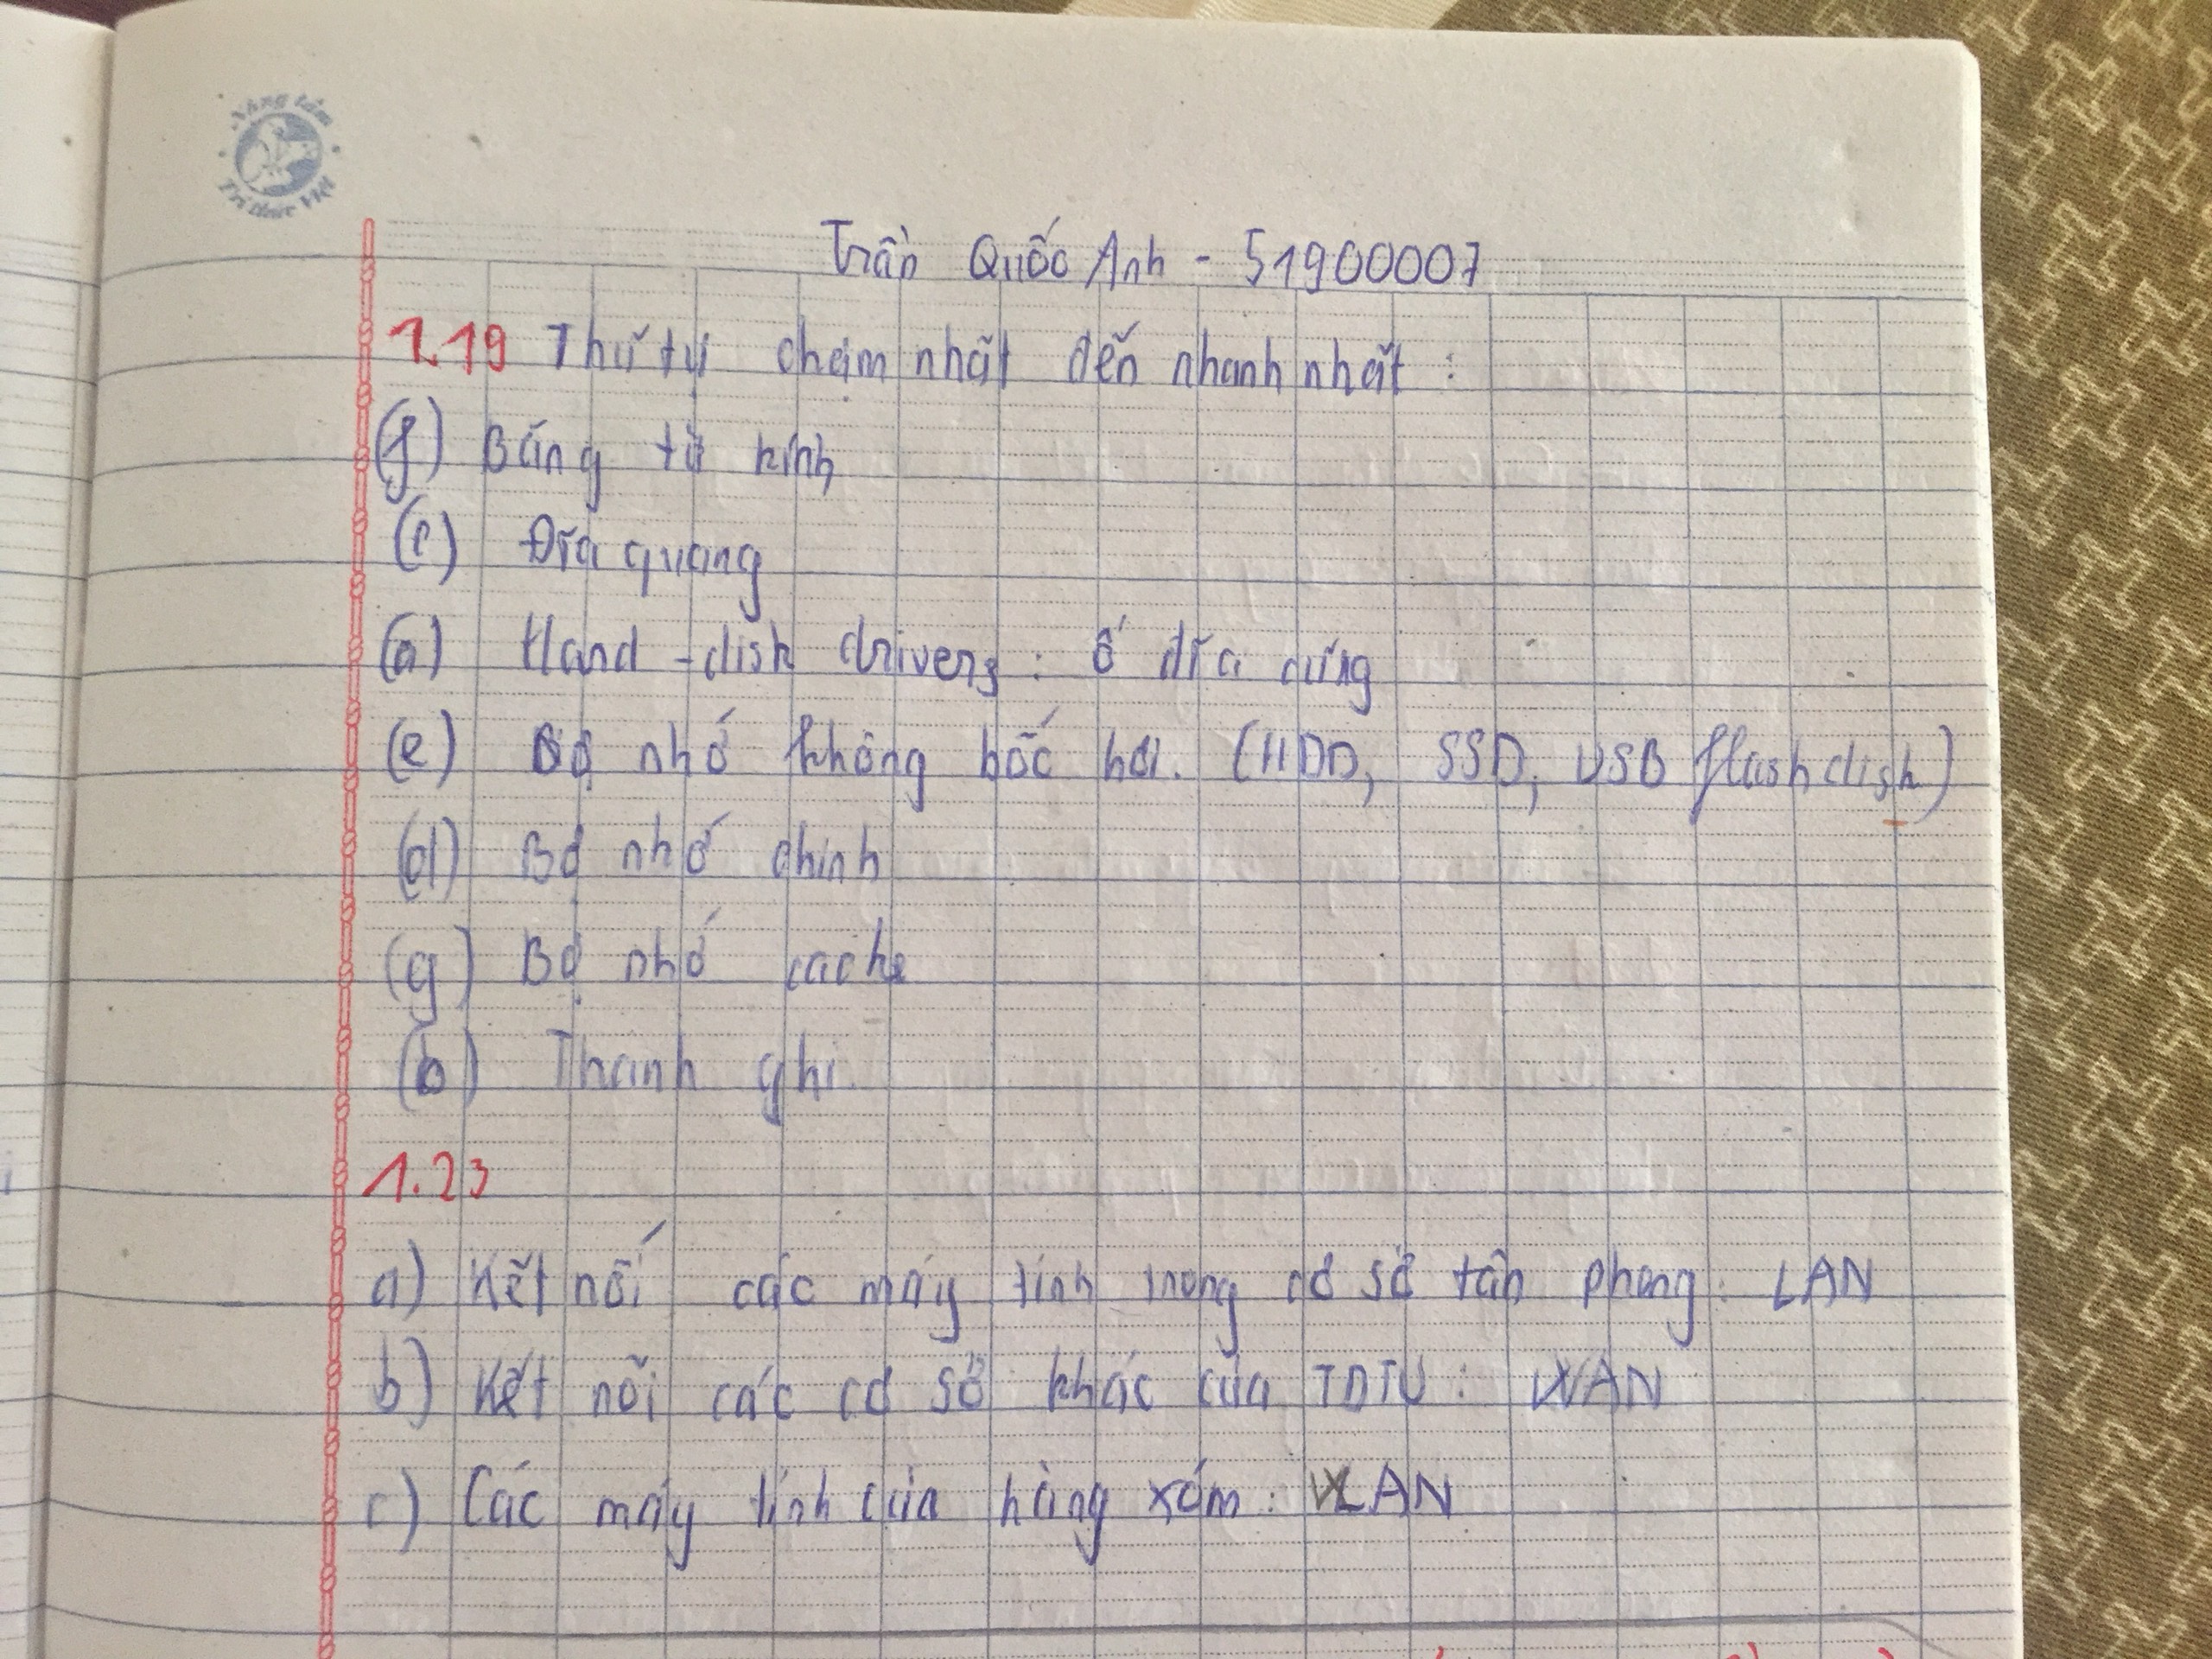 Nâng tầm
Trí thức Việt
Trần Quốc Anh - 51900007
1.19 Thứ tự chậm nhất đến nhanh nhất :
(f) Băng từ kính
(c) Đĩa quang
(a) Hard-disk drivers : ổ đĩa cứng
(e) Bộ nhớ không bốc hơi. (HDD, SSD, USB flash disk)
(d) Bộ nhớ chính
(g) Bộ nhớ cache
(b) Thanh ghi
1.23
a) Kết nối các máy tính trong cơ sở tân phong : LAN
b) Kết nối các cơ sở khác của TDTU : WAN
c) Các máy tính của hàng xóm : LAN